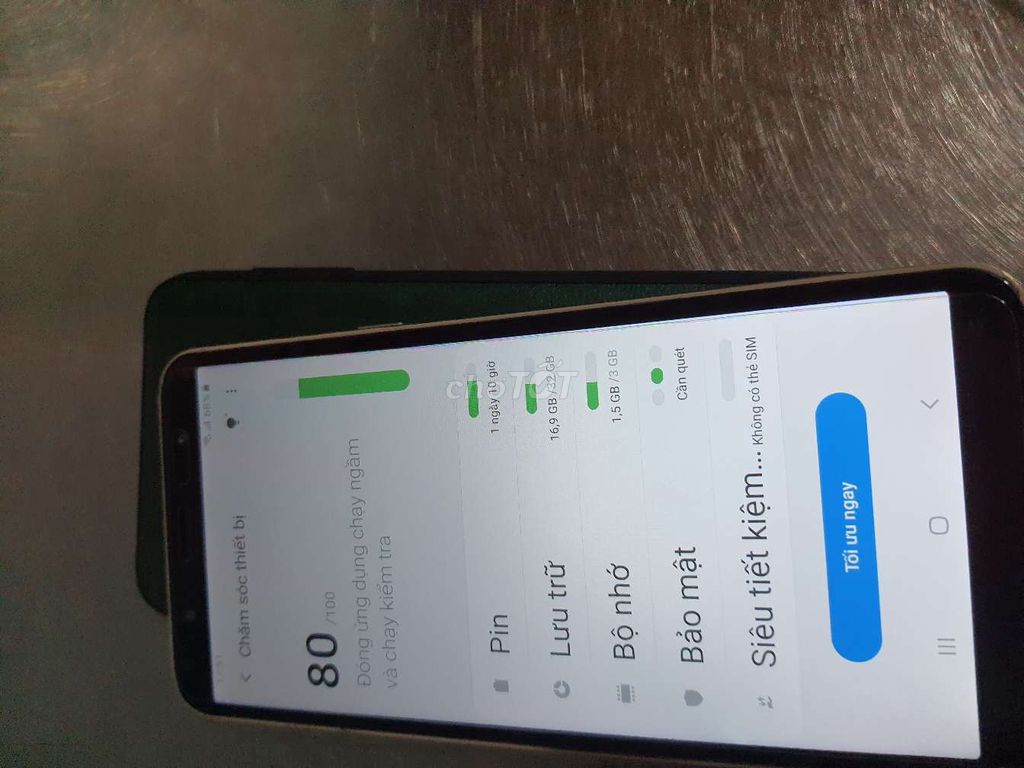 68%
Chăm sóc thiết bị
80 /100
Đóng ứng dụng chạy ngầm
và chạy kiểm tra
Pin 1 ngày 10 giờ
Lưu trữ 16,9 GB /32 GB
Bộ nhớ 1,5 GB /3 GB
Bảo mật Cần quét
Siêu tiết kiệm... Không có thẻ SIM
Tối ưu ngay
chợTỐT